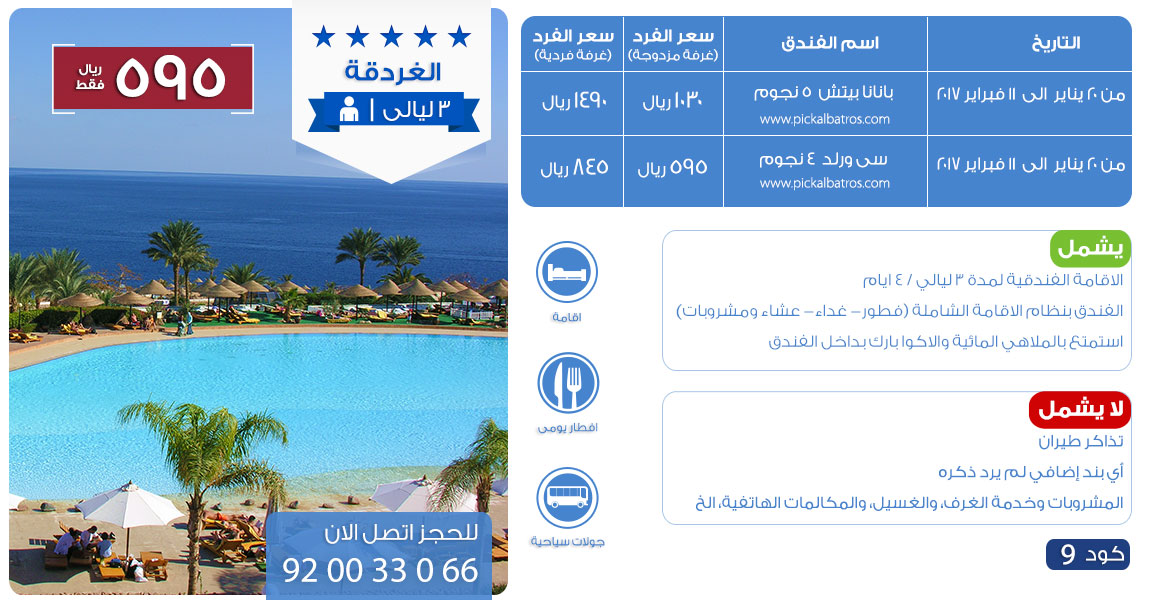 الغردقة
٣ ليالى |
٥٩٥ ريال فقط
للحجز اتصل الان
92 00 33 0 66
التاريخ اسم الفندق سعر الفرد (غرفة مزدوجة) سعر الفرد (غرفة فردية)
من ٢٠ يناير الى ١١ فبراير ٢٠١٧ بانانا بيتش ٥ نجوم ١٠٣٠ ريال ١٤٩٠ ريال
www.pickalbatros.com
من ٢٠ يناير الى ١١ فبراير ٢٠١٧ سى ورلد ٤ نجوم ٥٩٥ ريال ٨٤٥ ريال
www.pickalbatros.com
يشمل
الاقامة الفندقية لمدة ٣ ليالي / ٤ ايام
الفندق بنظام الاقامة الشاملة (فطور – غداء – عشاء ومشروبات)
استمتع بالملاهي المائية والاكوا بارك بداخل الفندق
لا يشمل
تذاكر طيران
أي بند إضافي لم يرد ذكره
المشروبات وخدمة الغرف، والغسيل، والمكالمات الهاتفية، الخ
كود 9
اقامة
افطار يومى
جولات سياحية